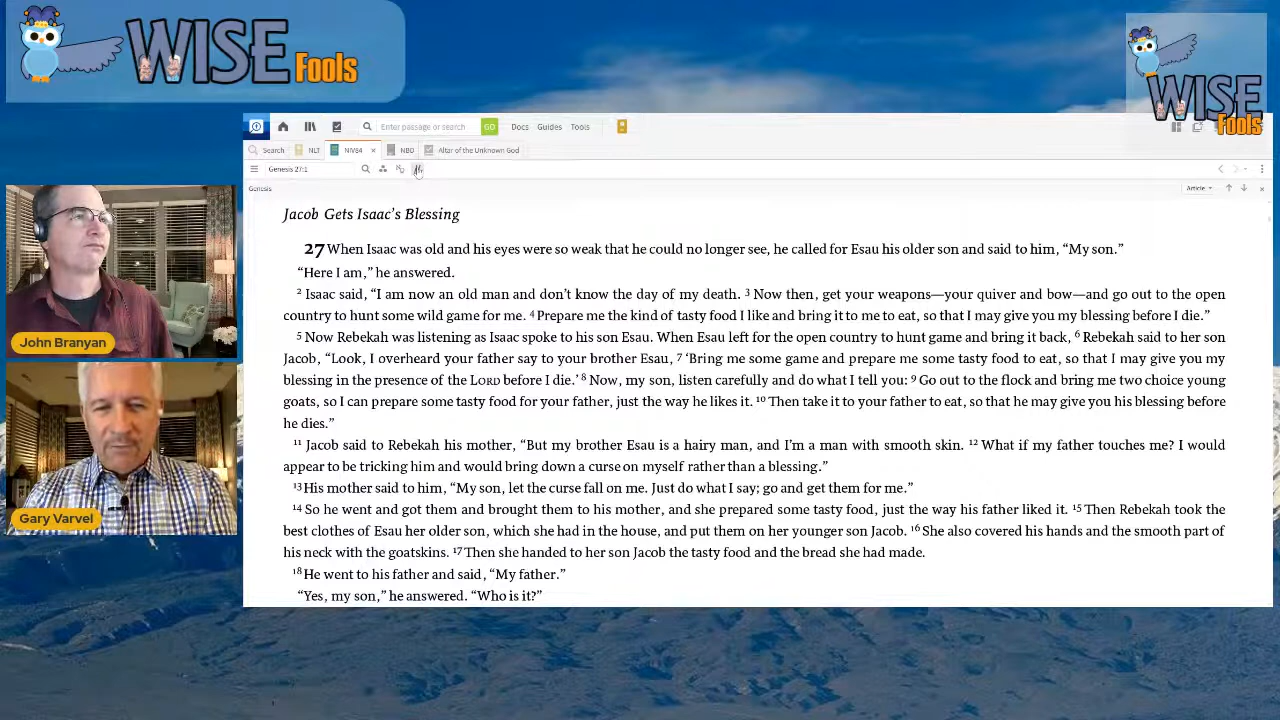 WISE Fools
WISE
Fools
Enter passage or search
GO
Docs
Guides
Tools
Search
NLT
NIV84
NBD
Altar of the Unknown God
Genesis 27:1
Genesis
Article
Jacob Gets Isaac’s Blessing
27 When Isaac was old and his eyes were so weak that he could no longer see, he called for Esau his older son and said to him, “My son.”
“Here I am,” he answered.
2 Isaac said, “I am now an old man and don’t know the day of my death. 3 Now then, get your weapons—your quiver and bow—and go out to the open
country to hunt some wild game for me. 4 Prepare me the kind of tasty food I like and bring it to me to eat, so that I may give you my blessing before I die.”
5 Now Rebekah was listening as Isaac spoke to his son Esau. When Esau left for the open country to hunt game and bring it back, 6 Rebekah said to her son
Jacob, “Look, I overheard your father say to your brother Esau, 7 ‘Bring me some game and prepare me some tasty food to eat, so that I may give you my
blessing in the presence of the LORD before I die.’ 8 Now, my son, listen carefully and do what I tell you: 9 Go out to the flock and bring me two choice young
goats, so I can prepare some tasty food for your father, just the way he likes it. 10 Then take it to your father to eat, so that he may give you his blessing before
he dies.”
11 Jacob said to Rebekah his mother, “But my brother Esau is a hairy man, and I’m a man with smooth skin. 12 What if my father touches me? I would
appear to be tricking him and would bring down a curse on myself rather than a blessing.”
13 His mother said to him, “My son, let the curse fall on me. Just do what I say; go and get them for me.”
14 So he went and got them and brought them to his mother, and she prepared some tasty food, just the way his father liked it. 15 Then Rebekah took the
best clothes of Esau her older son, which she had in the house, and put them on her younger son Jacob. 16 She also covered his hands and the smooth part of
his neck with the goatskins. 17 Then she handed to her son Jacob the tasty food and the bread she had made.
18 He went to his father and said, “My father.”
“Yes, my son,” he answered. “Who is it?”
John Branyan
Gary Varvel